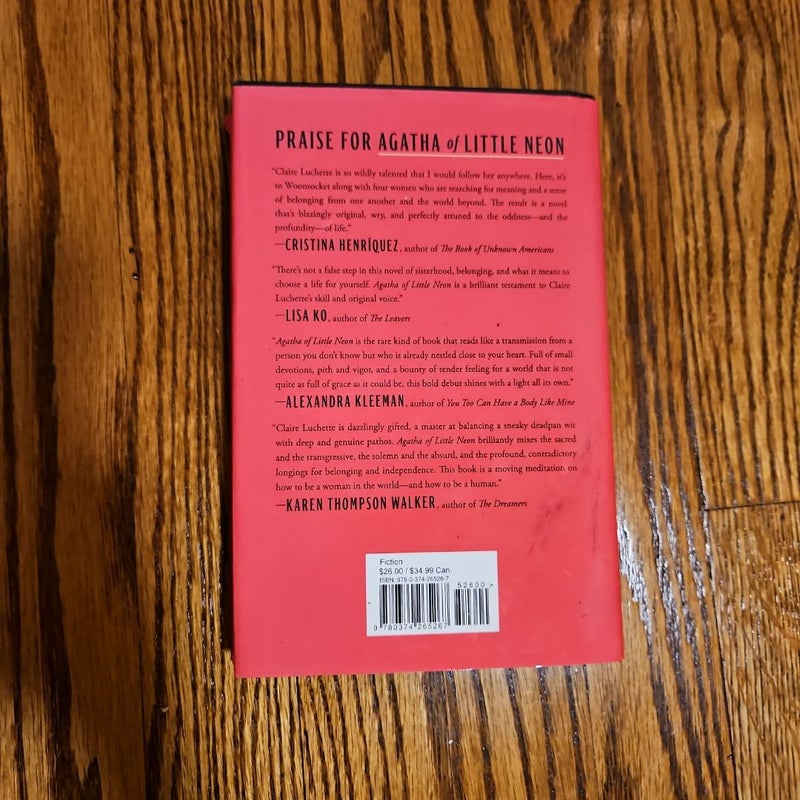 PRAISE FOR AGATHA of LITTLE NEON
“Claire Luchette is so wildly talented that I would follow her anywhere. Here, it’s
to Woonsocket along with four women who are searching for meaning and a sense
of belonging from one another and the world beyond. The result is a novel
that’s blazingly original, wry, and perfectly attuned to the oddness—and the
profundity—of life.”
—CRISTINA HENRÍQUEZ, author of The Book of Unknown Americans
“There’s not a false step in this novel of sisterhood, belonging, and what it means to
choose a life for yourself. Agatha of Little Neon is a brilliant testament to Claire
Luchette’s skill and original voice.”
—LISA KO, author of The Leavers
“Agatha of Little Neon is the rare kind of book that reads like a transmission from a
person you don’t know but who is already nestled close to your heart. Full of small
devotions, pith and vigor, and a bounty of tender feeling for a world that is not
quite as full of grace as it could be, this bold debut shines with a light all its own.”
—ALEXANDRA KLEEMAN, author of You Too Can Have a Body Like Mine
“Claire Luchette is dazzlingly gifted, a master at balancing a sneaky deadpan wit
with deep and genuine pathos. Agatha of Little Neon brilliantly mixes the sacred
and the transgressive, the solemn and the absurd, and the profound, contradictory
longings for belonging and independence. This book is a moving meditation on
how to be a woman in the world—and how to be a human.”
—KAREN THOMPSON WALKER, author of The Dreamers
Fiction
$26.00 / $34.99 Can.
ISBN: 978-0-374-26526-7
52600 >
9 780374 265267